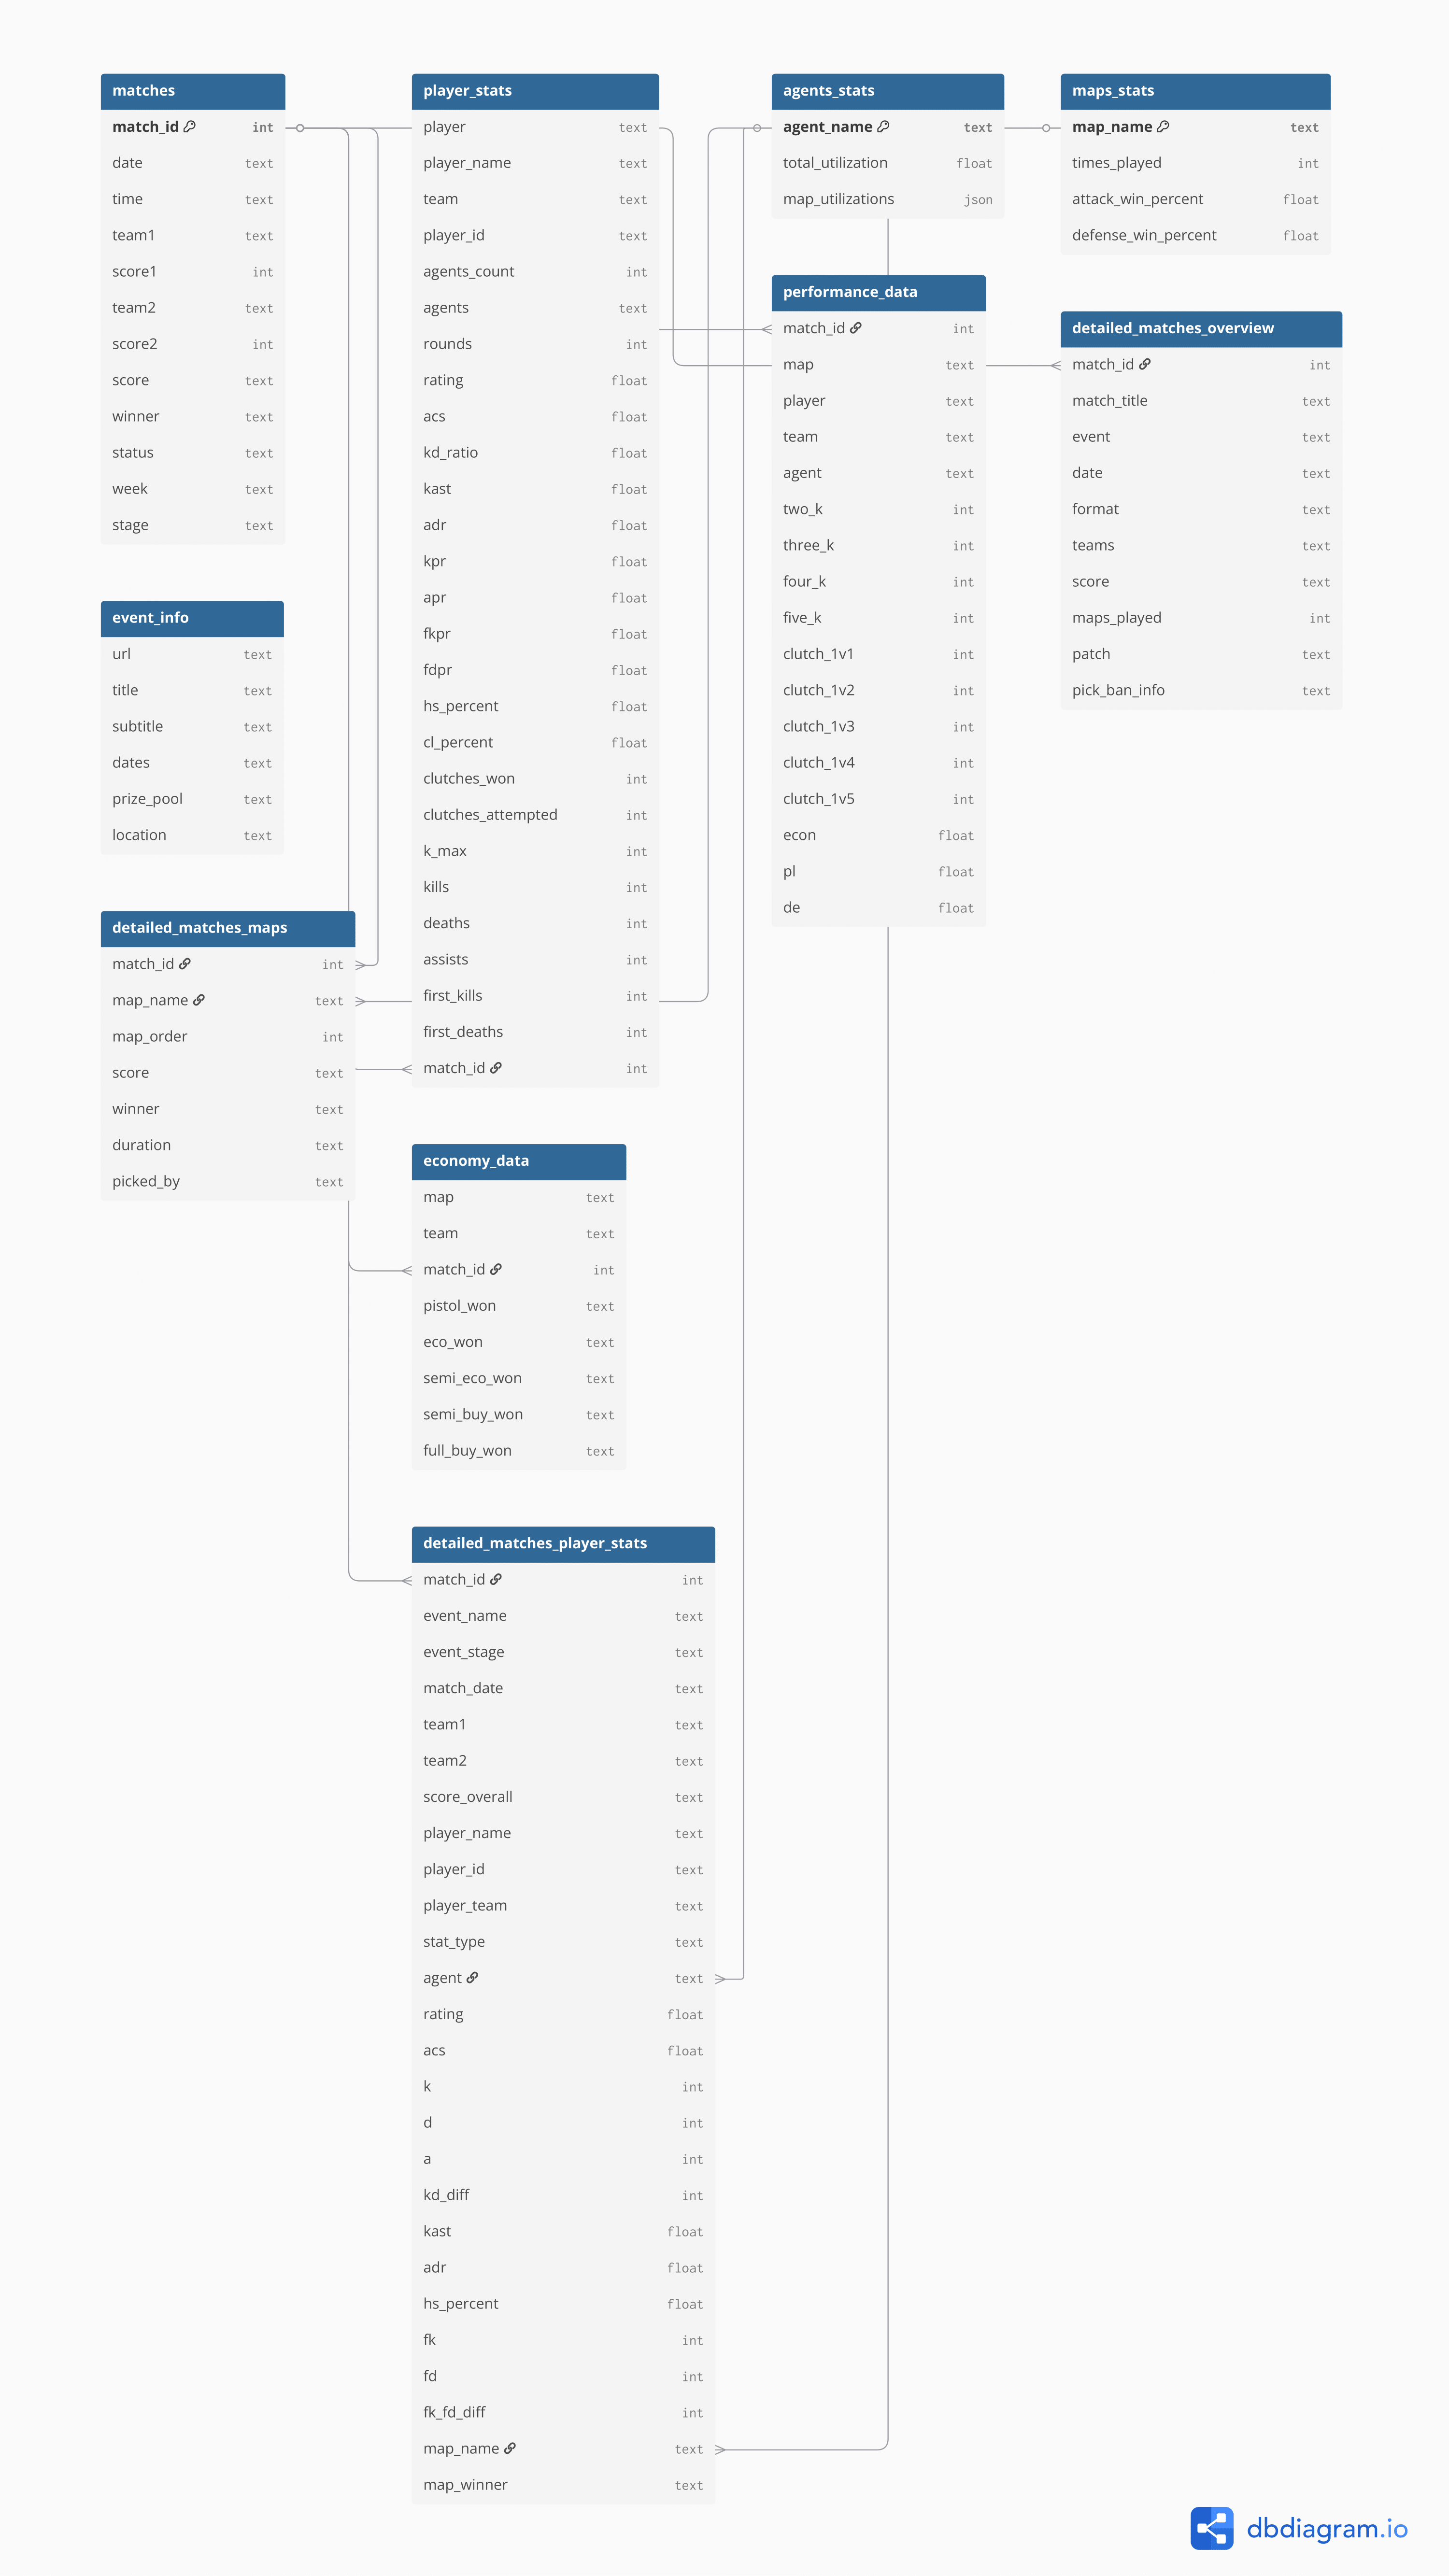 matches
match_id int
date text
time text
team1 text
score1 int
team2 text
score2 int
score text
winner text
status text
week text
stage text
event_info
url text
title text
subtitle text
dates text
prize_pool text
location text
detailed_matches_maps
match_id int
map_name text
map_order int
score text
winner text
duration text
picked_by text
player_stats
player text
player_name text
team text
player_id text
agents_count int
agents text
rounds int
rating float
acs float
kd_ratio float
kast float
adr float
kpr float
apr float
fkpr float
fdpr float
hs_percent float
cl_percent float
clutches_won int
clutches_attempted int
k_max int
kills int
deaths int
assists int
first_kills int
first_deaths int
match_id int
economy_data
map text
team text
match_id int
pistol_won text
eco_won text
semi_eco_won text
semi_buy_won text
full_buy_won text
detailed_matches_player_stats
match_id int
event_name text
event_stage text
match_date text
team1 text
team2 text
score_overall text
player_name text
player_id text
player_team text
stat_type text
agent text
rating float
acs float
k int
d int
a int
kd_diff int
kast float
adr float
hs_percent float
fk int
fd int
fk_fd_diff int
map_name text
map_winner text
agents_stats
agent_name text
total_utilization float
map_utilizations json
performance_data
match_id int
map text
player text
team text
agent text
two_k int
three_k int
four_k int
five_k int
clutch_1v1 int
clutch_1v2 int
clutch_1v3 int
clutch_1v4 int
clutch_1v5 int
econ float
pl float
de float
maps_stats
map_name text
times_played int
attack_win_percent float
defense_win_percent float
detailed_matches_overview
match_id int
match_title text
event text
date text
format text
teams text
score text
maps_played int
patch text
pick_ban_info text
dbdiagram.io